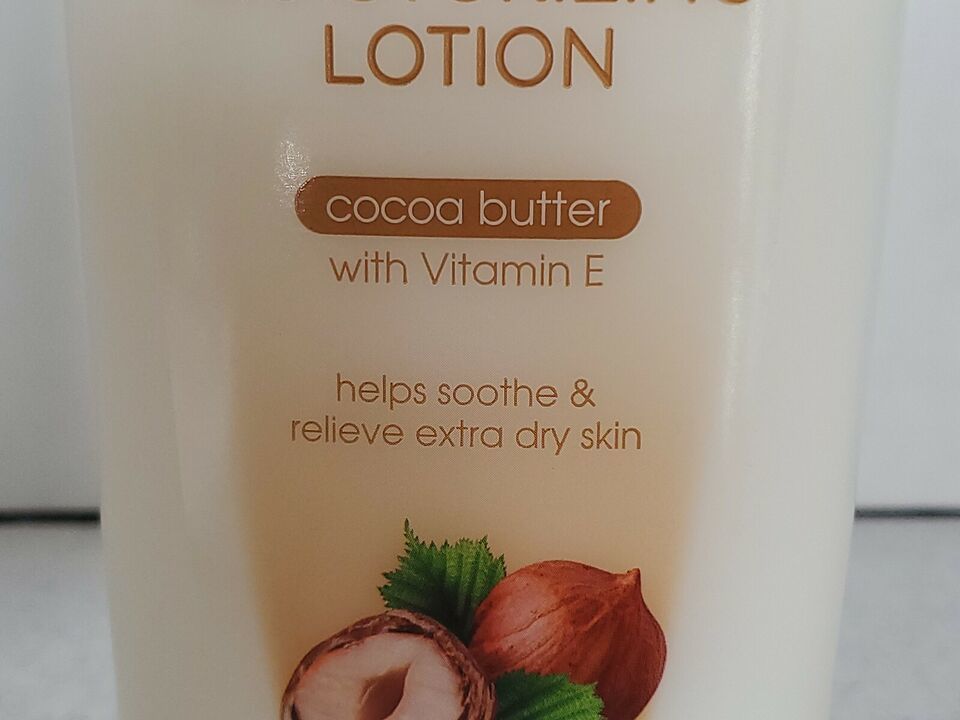 LOTION
cocoa butter
with Vitamin E
helps soothe &
relieve extra dry skin